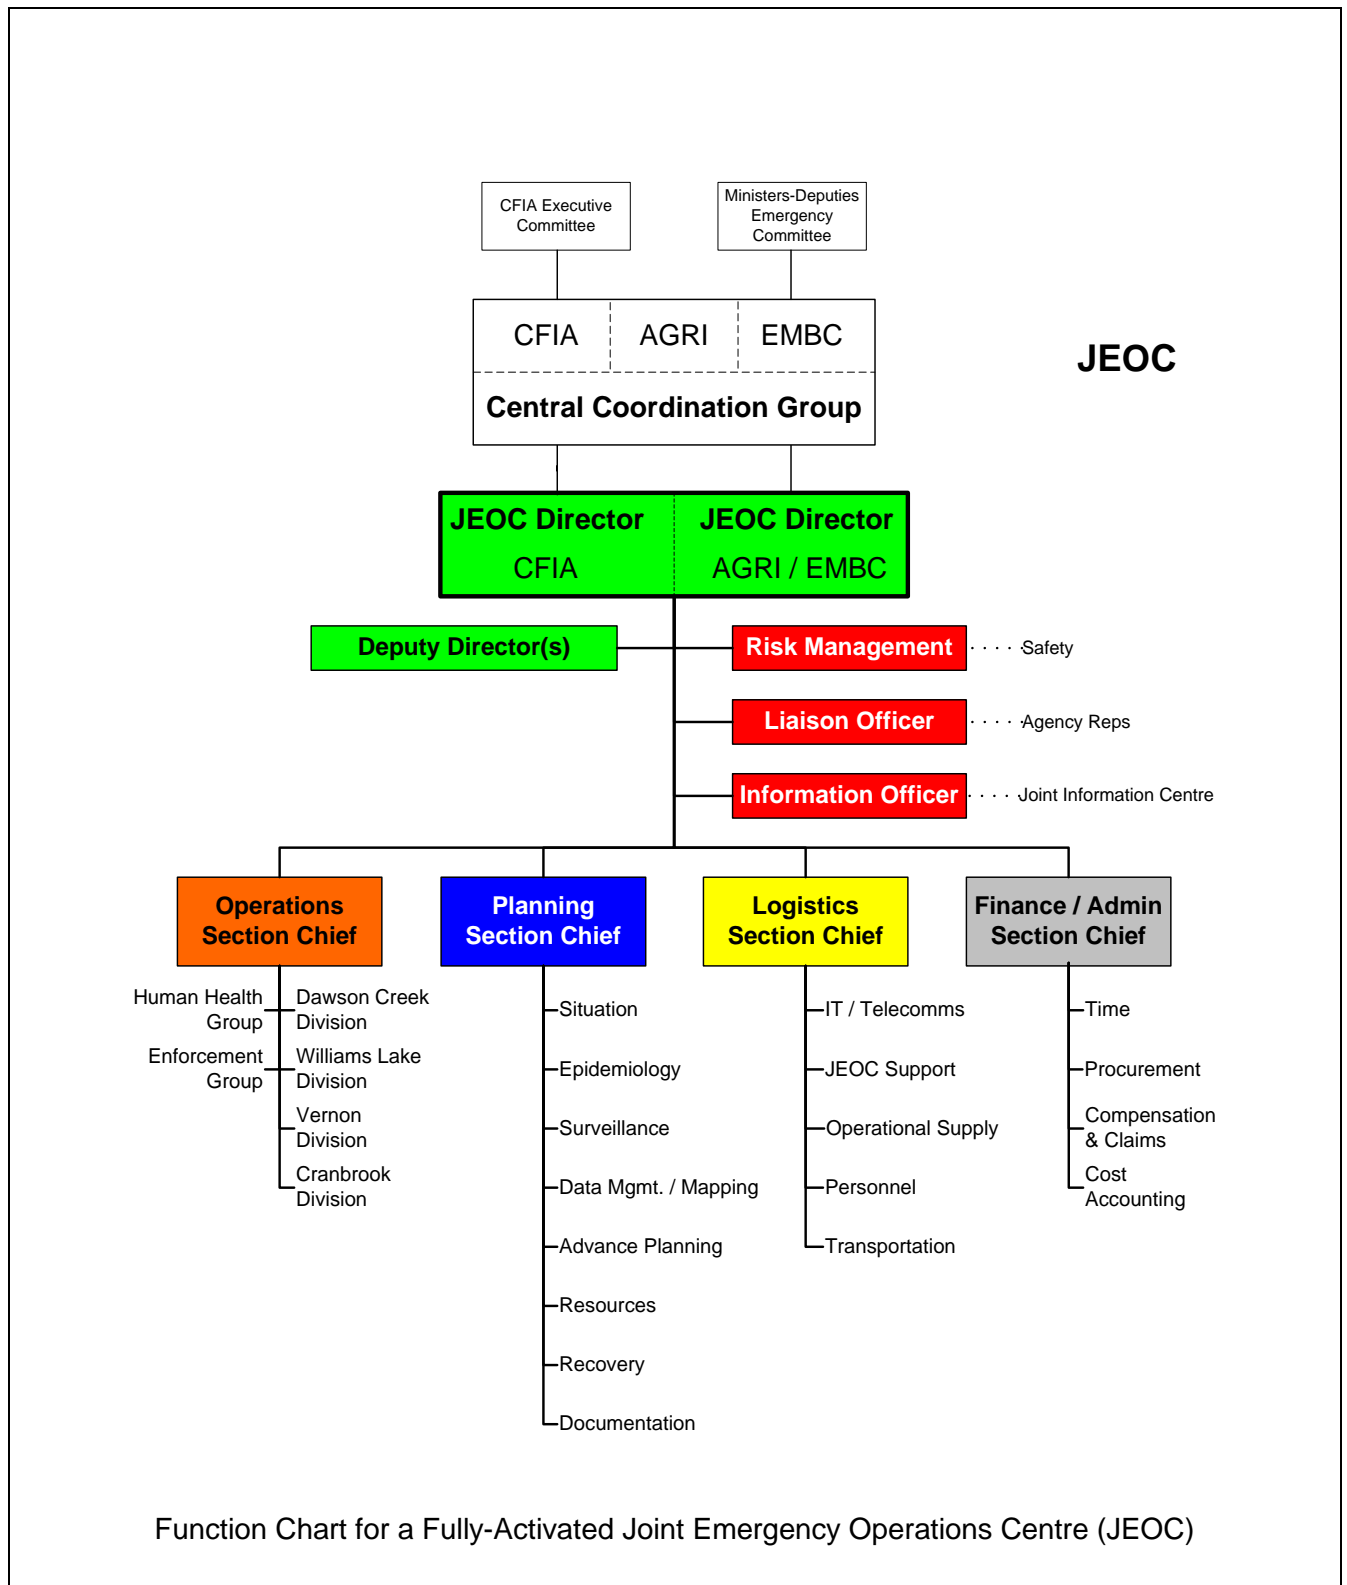 CFIA Executive
Committee
Ministers-Deputies
Emergency
Committee
CFIA
AGRI
EMBC
Central Coordination Group
JEOC
JEOC Director
CFIA
JEOC Director
AGRI / EMBC
Deputy Director(s)
Risk Management
Safety
Liaison Officer
Agency Reps
Information Officer
Joint Information Centre
Operations
Section Chief
Human Health
Group
Enforcement
Group
Dawson Creek
Division
Williams Lake
Division
Vernon
Division
Cranbrook
Division
Planning
Section Chief
Situation
Epidemiology
Surveillance
Data Mgmt. / Mapping
Advance Planning
Resources
Recovery
Documentation
Logistics
Section Chief
IT / Telecomms
JEOC Support
Operational Supply
Personnel
Transportation
Finance / Admin
Section Chief
Time
Procurement
Compensation
& Claims
Cost
Accounting
Function Chart for a Fully-Activated Joint Emergency Operations Centre (JEOC)